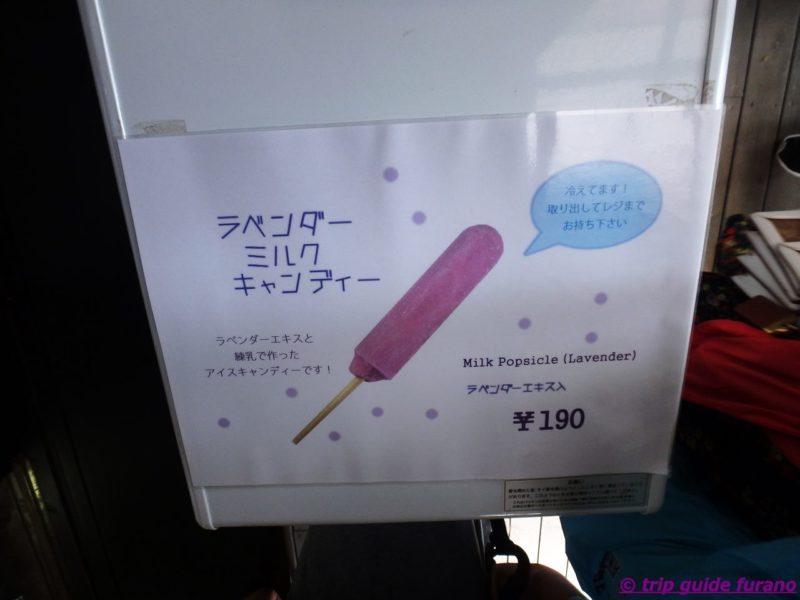 ラベンダー
ミルク
キャンディー
冷えてます！
取り出してレジまで
お持ち下さい
ラベンダーエキスと
練乳で作った
アイスキャンディーです！
Milk Popsicle (Lavender)
ラベンダーエキス入
¥190
お願い
© trip guide furano